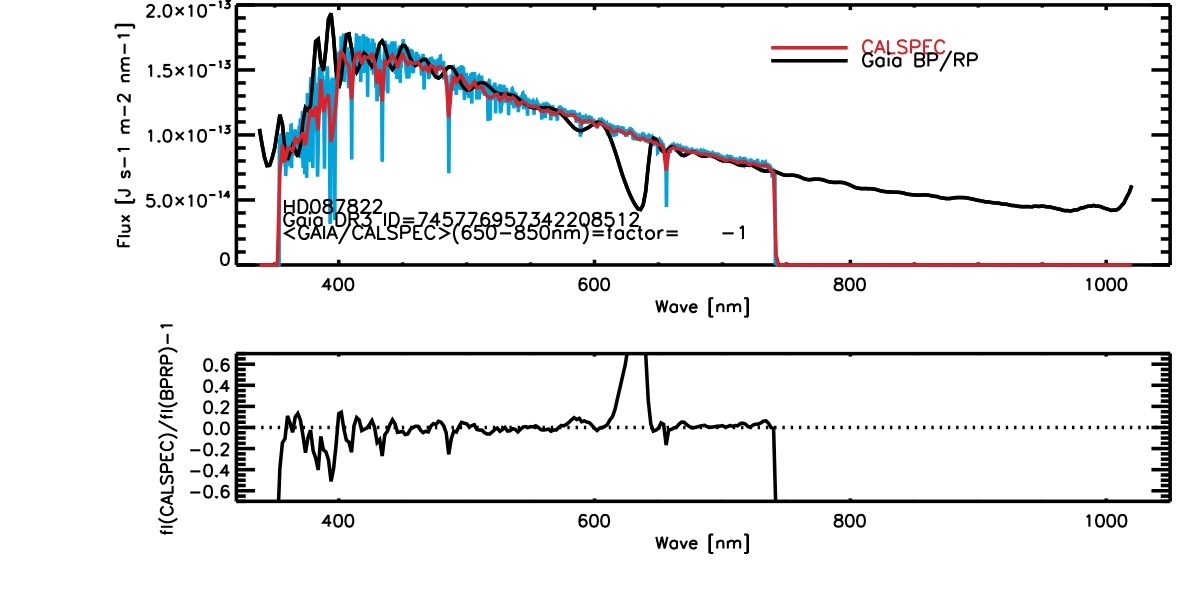 2.0×10−13
1.5×10−13
1.0×10−13
5.0×10−14
0
Flux [J s−1 m−2 nm−1]
CALSPEC
Gaia BP/RP
HD087822
Gaia DR3 ID=745776957342208512
<GAIA/CALSPEC>(650−850nm)=factor= −1
400 600 800 1000
Wave [nm]
fl(CALSPEC)/fl(BPRP)−1
0.6
0.4
0.2
0.0
−0.2
−0.4
−0.6
400 600 800 1000
Wave [nm]